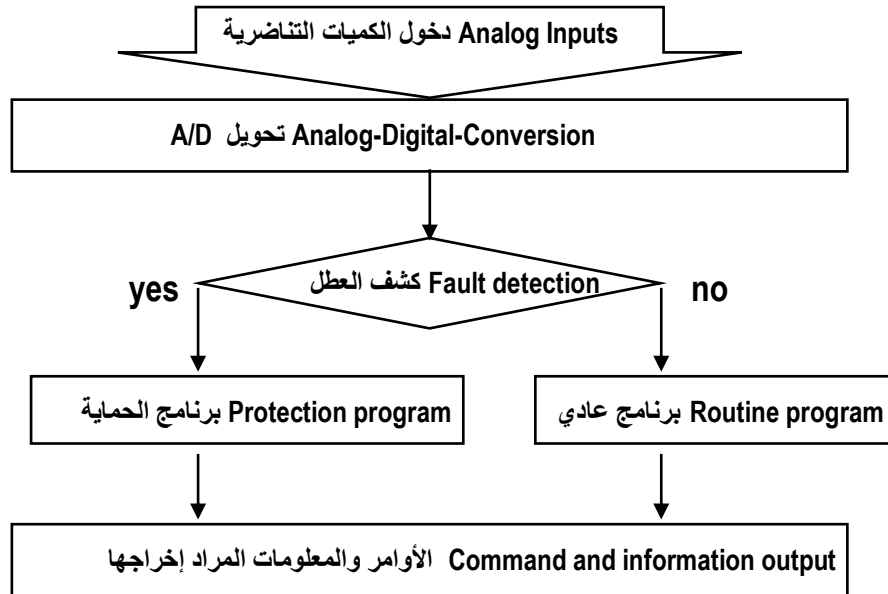 دخول الكميات التناضرية Analog Inputs
A/D تحويل Analog-Digital-Conversion
كشف العطل Fault detection
yes
no
برنامج الحماية Protection program
برنامج عادي Routine program
الأوامر والمعلومات المراد إخراجها Command and information output